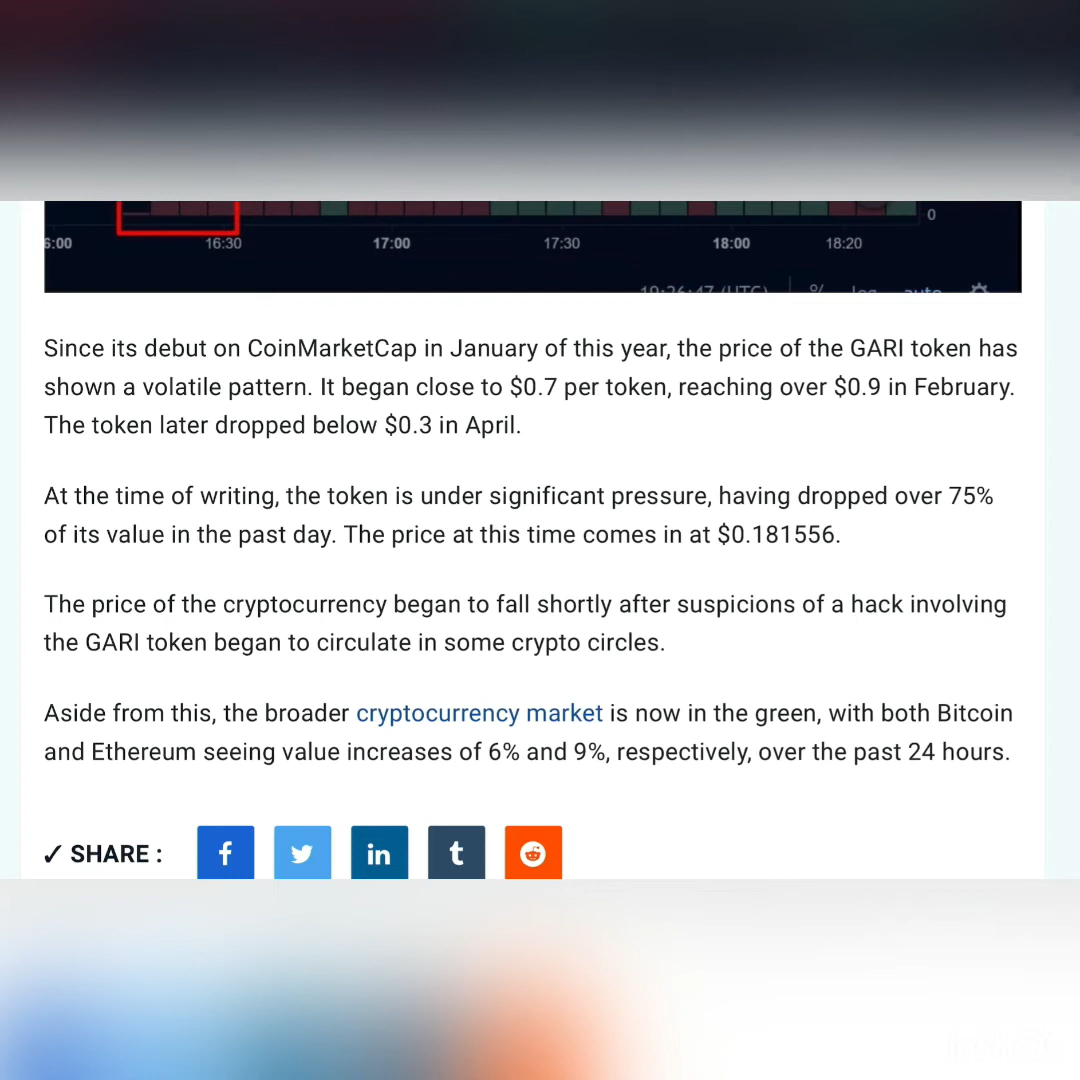 0
6:00 16:30 17:00 17:30 18:00 18:20
19:26:47 (UTC) % log auto
Since its debut on CoinMarketCap in January of this year, the price of the GARI token has
shown a volatile pattern. It began close to $0.7 per token, reaching over $0.9 in February.
The token later dropped below $0.3 in April.
At the time of writing, the token is under significant pressure, having dropped over 75%
of its value in the past day. The price at this time comes in at $0.181556.
The price of the cryptocurrency began to fall shortly after suspicions of a hack involving
the GARI token began to circulate in some crypto circles.
Aside from this, the broader cryptocurrency market is now in the green, with both Bitcoin
and Ethereum seeing value increases of 6% and 9%, respectively, over the past 24 hours.
✓ SHARE :